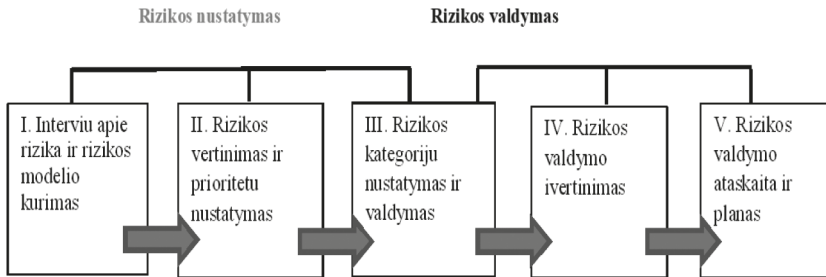 Rizikos nustatymas
Rizikos valdymas
I. Interviu apie
rizika ir rizikos
modelio
kurimas
II. Rizikos
vertinimas ir
prioritetu
nustatymas
III. Rizikos
kategoriju
nustatymas ir
valdymas
IV. Rizikos
valdymo
ivertinimas
V. Rizikos
valdymo
ataskaita ir
planas